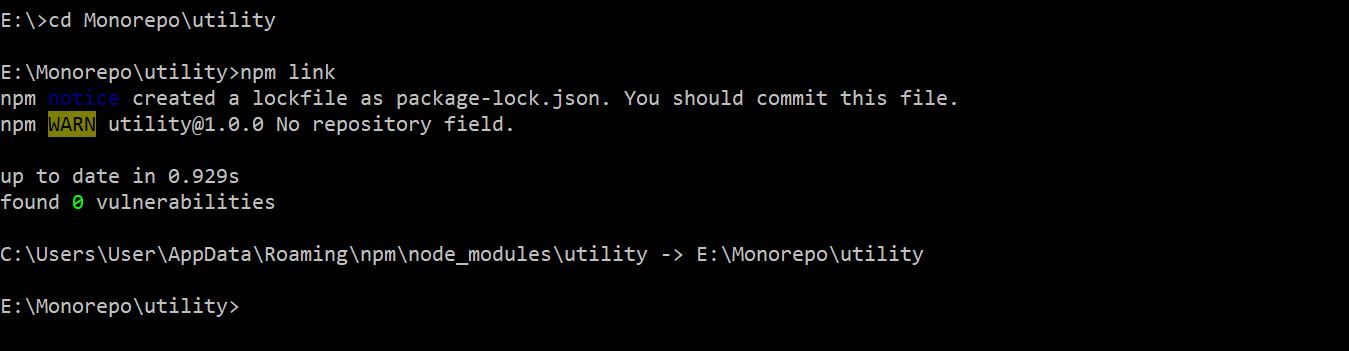 E:\>cd Monorepo\utility
E:\Monorepo\utility>npm link
npm notice created a lockfile as package-lock.json. You should commit this file.
npm WARN utility@1.0.0 No repository field.
up to date in 0.929s
found 0 vulnerabilities
C:\Users\User\AppData\Roaming\npm\node_modules\utility -> E:\Monorepo\utility
E:\Monorepo\utility>